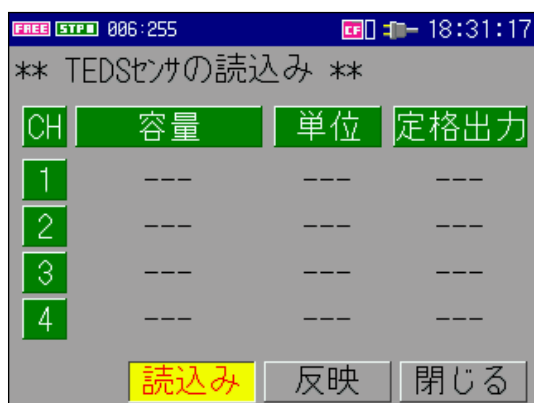 FREE STP 006:255 CF 18:31:17
** TEDSｾﾝｻの読込み **
CH 容量 単位 定格出力
1 --- --- ---
2 --- --- ---
3 --- --- ---
4 --- --- ---
読込み 反映 閉じる